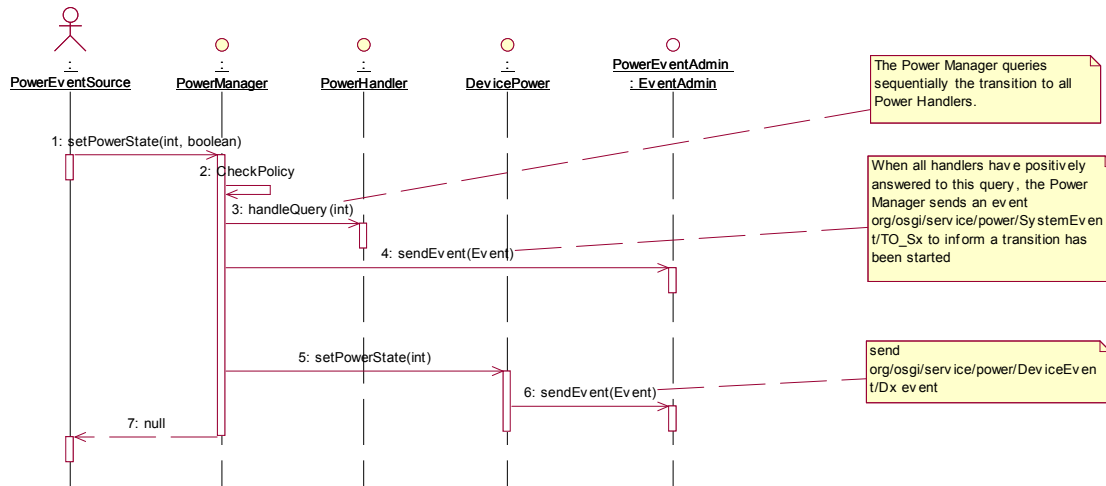 :
PowerEventSource
:
PowerManager
:
PowerHandler
:
DevicePower
PowerEventAdmin
: EventAdmin
The Power Manager queries
sequentially the transition to all
Power Handlers.
1: setPowerState(int, boolean)
2: CheckPolicy
3: handleQuery(int)
When all handlers have positively
answered to this query, the Power
Manager sends an event
org/osgi/service/power/SystemEven
t/TO_Sx to inform a transition has
been started
4: sendEvent(Event)
5: setPowerState(int)
send
org/osgi/service/power/DeviceEven
t/Dx event
6: sendEvent(Event)
7: null